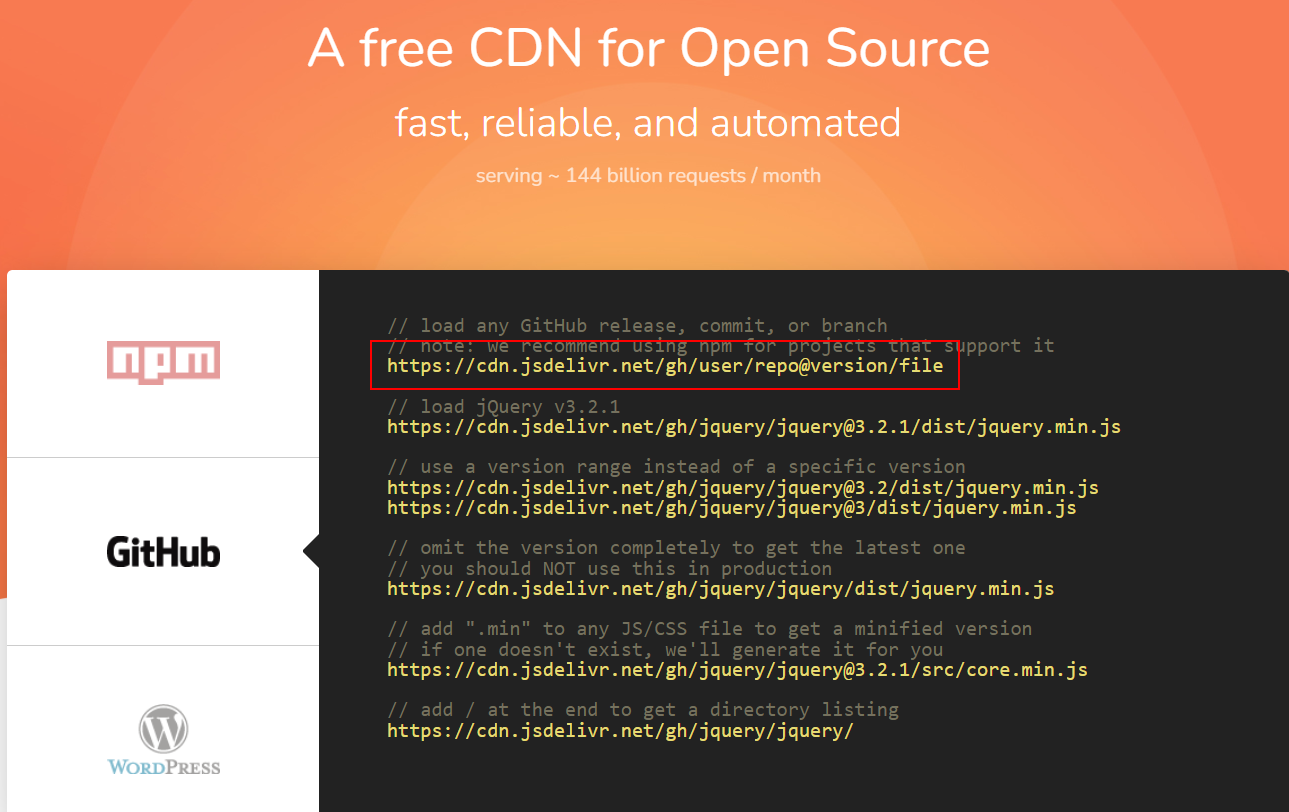 A free CDN for Open Source
fast, reliable, and automated
serving ~ 144 billion requests / month
npm
GitHub
WORDPRESS
// load any GitHub release, commit, or branch
// note: we recommend using npm for projects that support it
https://cdn.jsdelivr.net/gh/user/repo@version/file
// load jQuery v3.2.1
https://cdn.jsdelivr.net/gh/jquery/jquery@3.2.1/dist/jquery.min.js
// use a version range instead of a specific version
https://cdn.jsdelivr.net/gh/jquery/jquery@3.2/dist/jquery.min.js
https://cdn.jsdelivr.net/gh/jquery/jquery@3/dist/jquery.min.js
// omit the version completely to get the latest one
// you should NOT use this in production
https://cdn.jsdelivr.net/gh/jquery/jquery/dist/jquery.min.js
// add ".min" to any JS/CSS file to get a minified version
// if one doesn't exist, we'll generate it for you
https://cdn.jsdelivr.net/gh/jquery/jquery@3.2.1/src/core.min.js
// add / at the end to get a directory listing
https://cdn.jsdelivr.net/gh/jquery/jquery/